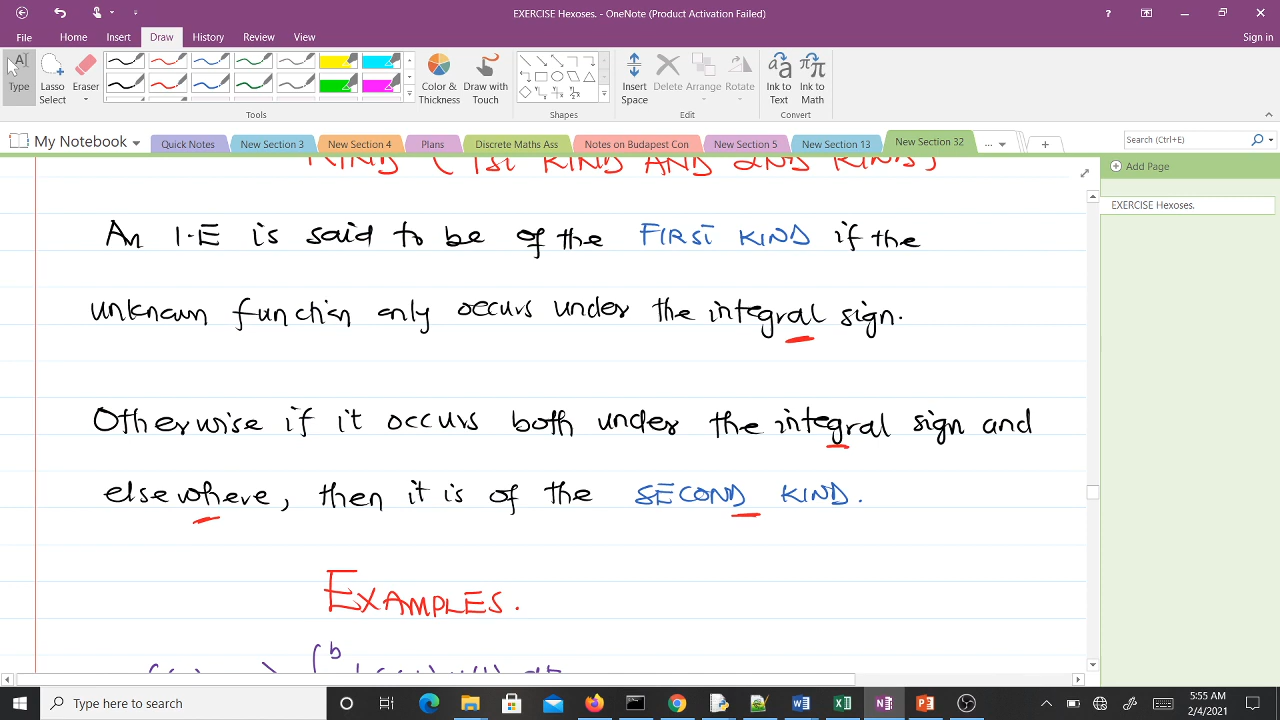 EXERCISE Hexoses. - OneNote (Product Activation Failed)
File Home Insert Draw History Review View Sign in
Type Lasso Select Eraser Color & Thickness Draw with Touch Insert Space Delete Arrange Rotate Ink to Text Ink to Math
Tools Shapes Edit Convert
My Notebook Quick Notes New Section 3 New Section 4 Plans Discrete Maths Ass Notes on Budapest Con New Section 5 New Section 13 New Section 32 ... Search (Ctrl+E)
Add Page
EXERCISE Hexoses.
KIND (1st KIND AND 2ND KINDS)
An I.E is said to be of the FIRST KIND if the
unknown function only occurs under the integral sign.
Otherwise if it occurs both under the integral sign and
elsewhere, then it is of the SECOND KIND.
EXAMPLES.
b
Type here to search
5:55 AM
2/4/2021